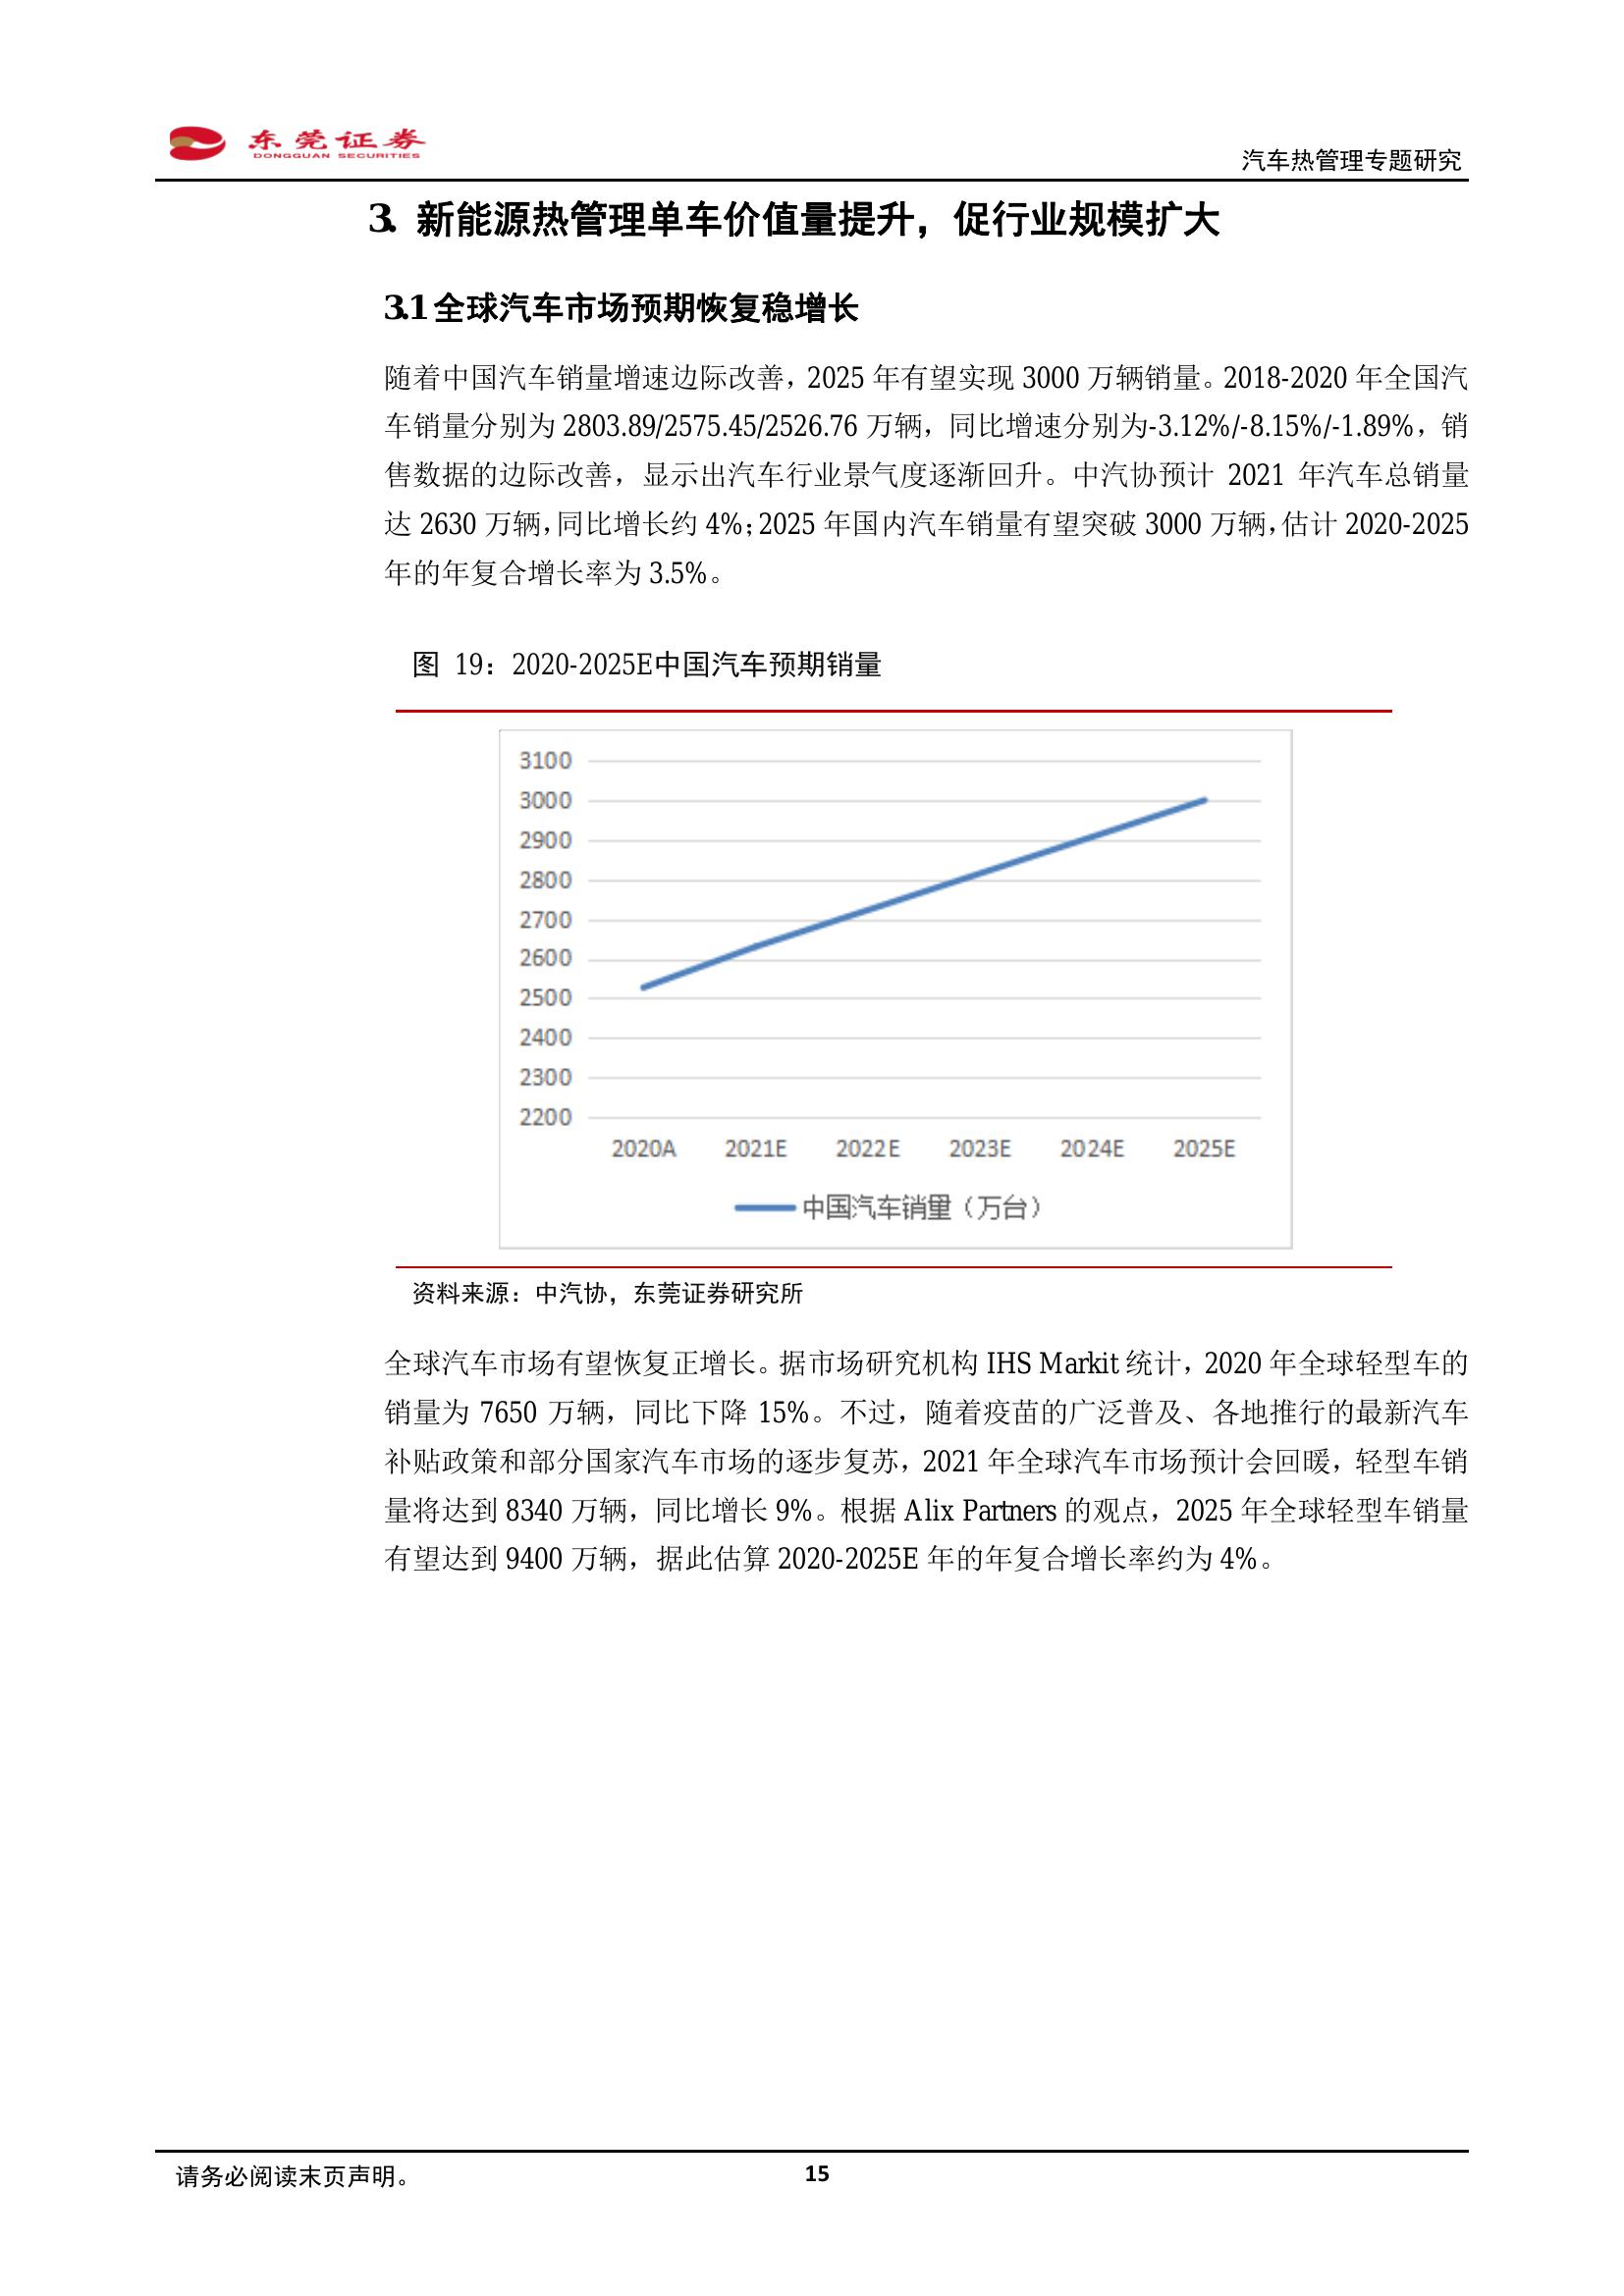 东莞证券
DONGGUAN SECURITIES
汽车热管理专题研究
3. 新能源热管理单车价值量提升，促行业规模扩大
3.1 全球汽车市场预期恢复稳增长
随着中国汽车销量增速边际改善，2025 年有望实现 3000 万辆销量。2018-2020 年全国汽
车销量分别为 2803.89/2575.45/2526.76 万辆，同比增速分别为-3.12%/-8.15%/-1.89%，销
售数据的边际改善，显示出汽车行业景气度逐渐回升。中汽协预计 2021 年汽车总销量
达 2630 万辆，同比增长约 4%；2025 年国内汽车销量有望突破 3000 万辆，估计 2020-2025
年的年复合增长率为 3.5%。
图 19：2020-2025E中国汽车预期销量
3100
3000
2900
2800
2700
2600
2500
2400
2300
2200
2020A 2021E 2022E 2023E 2024E 2025E
中国汽车销量（万台）
资料来源：中汽协，东莞证券研究所
全球汽车市场有望恢复正增长。据市场研究机构 IHS Markit 统计，2020 年全球轻型车的
销量为 7650 万辆，同比下降 15%。不过，随着疫苗的广泛普及、各地推行的最新汽车
补贴政策和部分国家汽车市场的逐步复苏，2021 年全球汽车市场预计会回暖，轻型车销
量将达到 8340 万辆，同比增长 9%。根据 Alix Partners 的观点，2025 年全球轻型车销量
有望达到 9400 万辆，据此估算 2020-2025E 年的年复合增长率约为 4%。
请务必阅读末页声明。
15